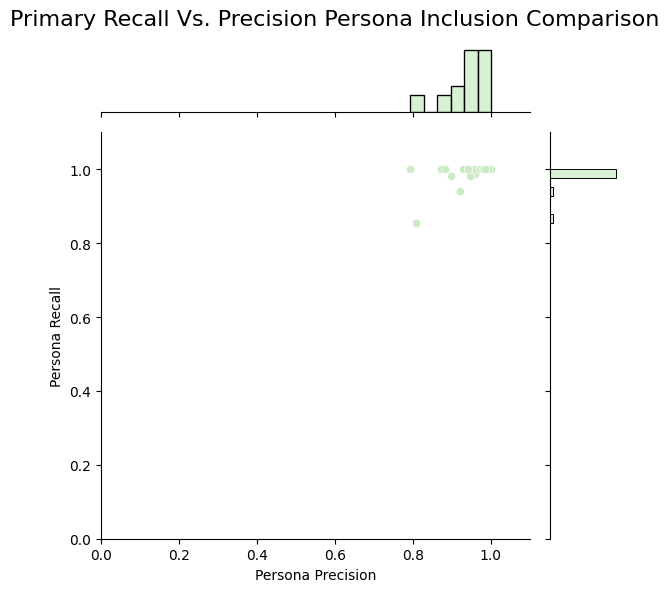 Primary Recall Vs. Precision Persona Inclusion Comparison
1.0
0.8
0.6
0.4
0.2
0.0
Persona Recall
0.0 0.2 0.4 0.6 0.8 1.0
Persona Precision